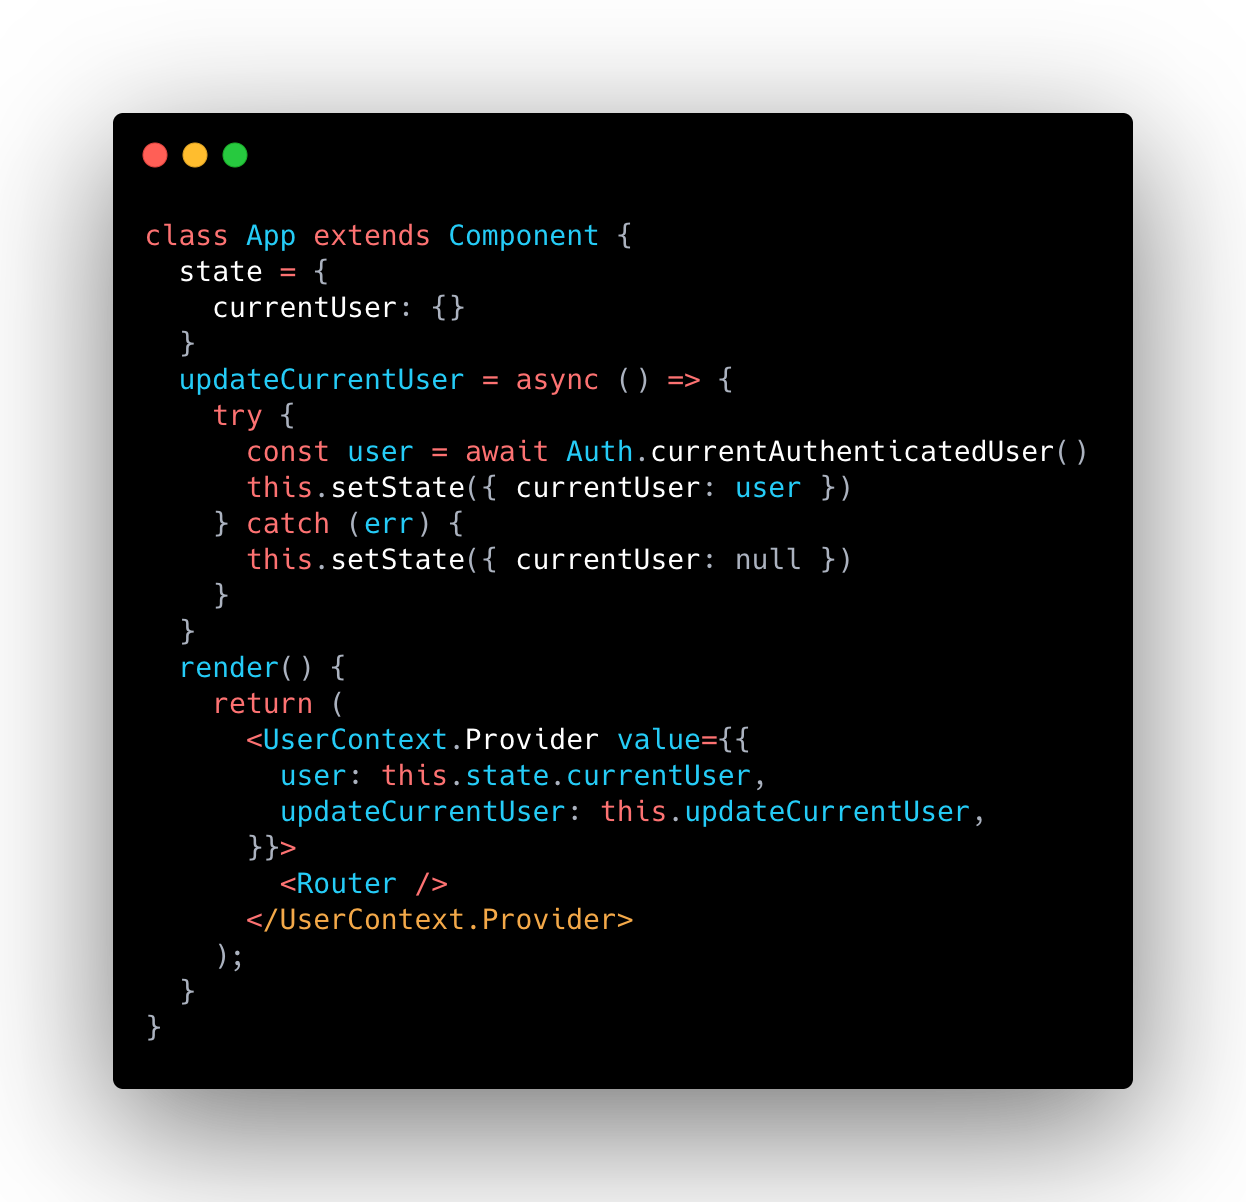 class App extends Component {
  state = {
    currentUser: {}
  }
  updateCurrentUser = async () => {
    try {
      const user = await Auth.currentAuthenticatedUser()
      this.setState({ currentUser: user })
    } catch (err) {
      this.setState({ currentUser: null })
    }
  }
  render() {
    return (
      <UserContext.Provider value={{
        user: this.state.currentUser,
        updateCurrentUser: this.updateCurrentUser,
      }}>
        <Router />
      </UserContext.Provider>
    );
  }
}